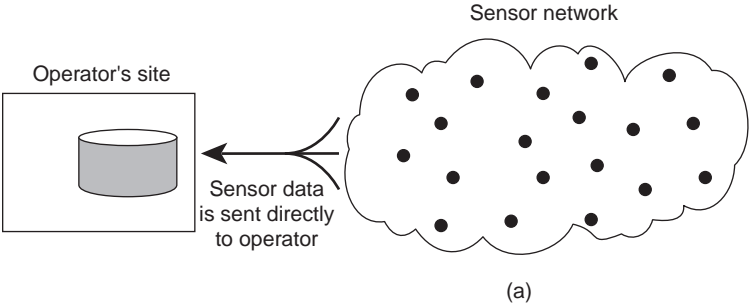 Sensor network
Operator's site
Sensor data
is sent directly
to operator
(a)